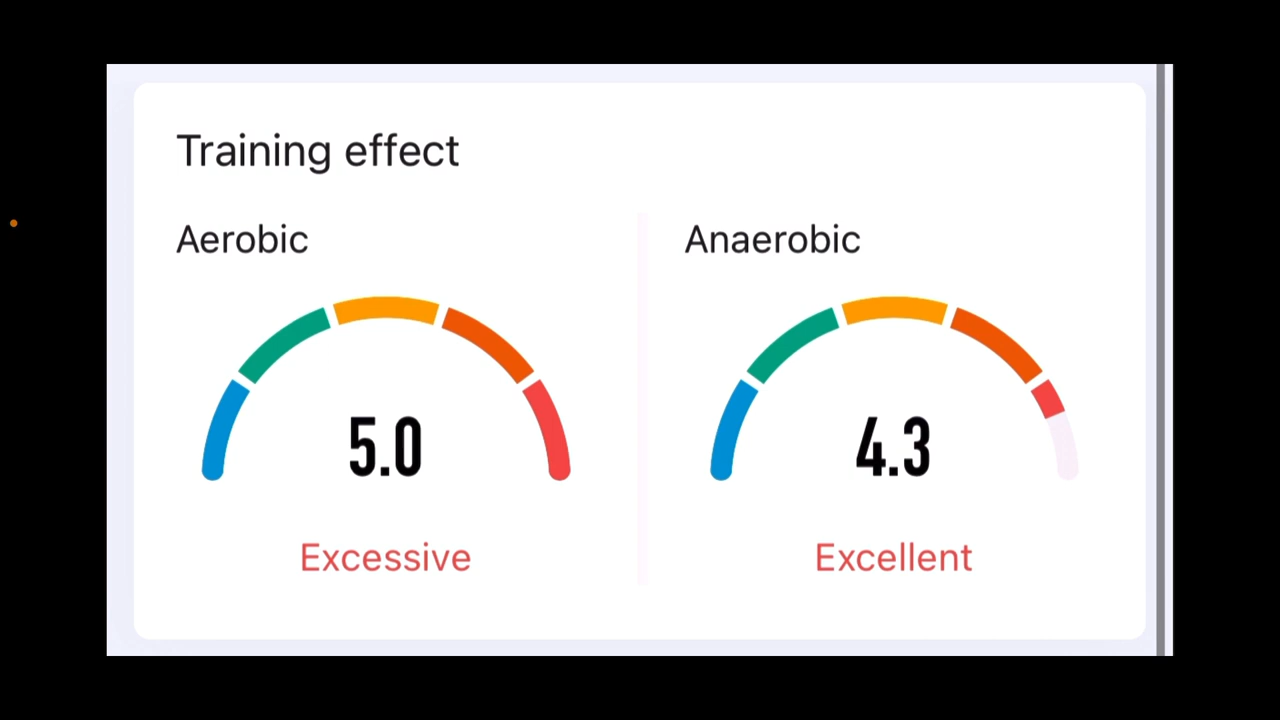 Training effect
Aerobic
Anaerobic
5.0
4.3
Excessive
Excellent